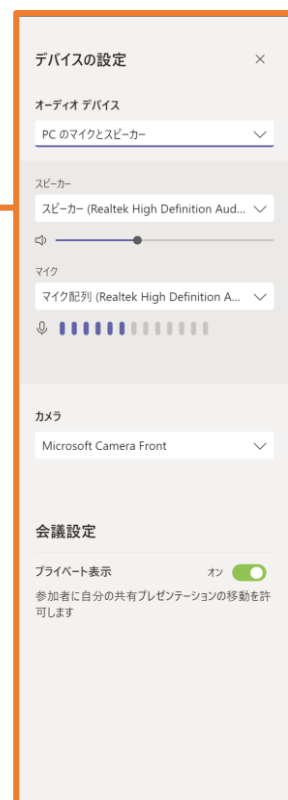 デバイスの設定
オーディオ デバイス
PC のマイクとスピーカー
スピーカー
スピーカー (Realtek High Definition Aud...
マイク
マイク配列 (Realtek High Definition A...
カメラ
Microsoft Camera Front
会議設定
プライベート表示 オン
参加者に自分の共有プレゼンテーションの移動を許
可します